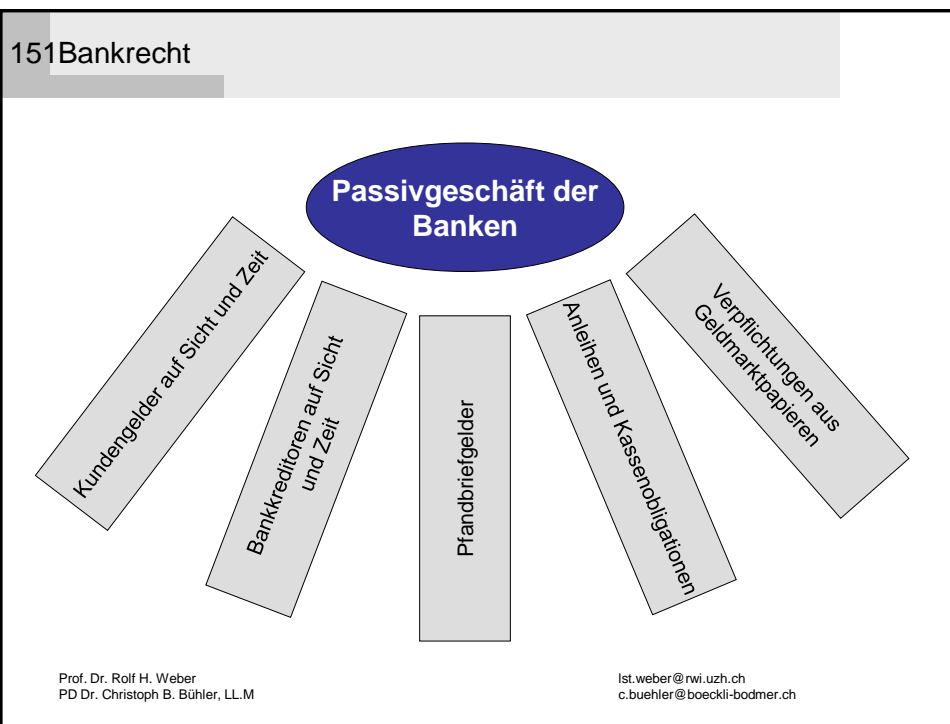 151Bankrecht
Passivgeschäft der
Banken
Kundengelder auf Sicht und Zeit
Bankkreditoren auf Sicht
und Zeit
Pfandbriefgelder
Anleihen und Kassenobligationen
Verpflichtungen aus
Geldmarktpapieren
Prof. Dr. Rolf H. Weber
PD Dr. Christoph B. Bühler, LL.M
lst.weber@rwi.uzh.ch
c.buehler@boeckli-bodmer.ch